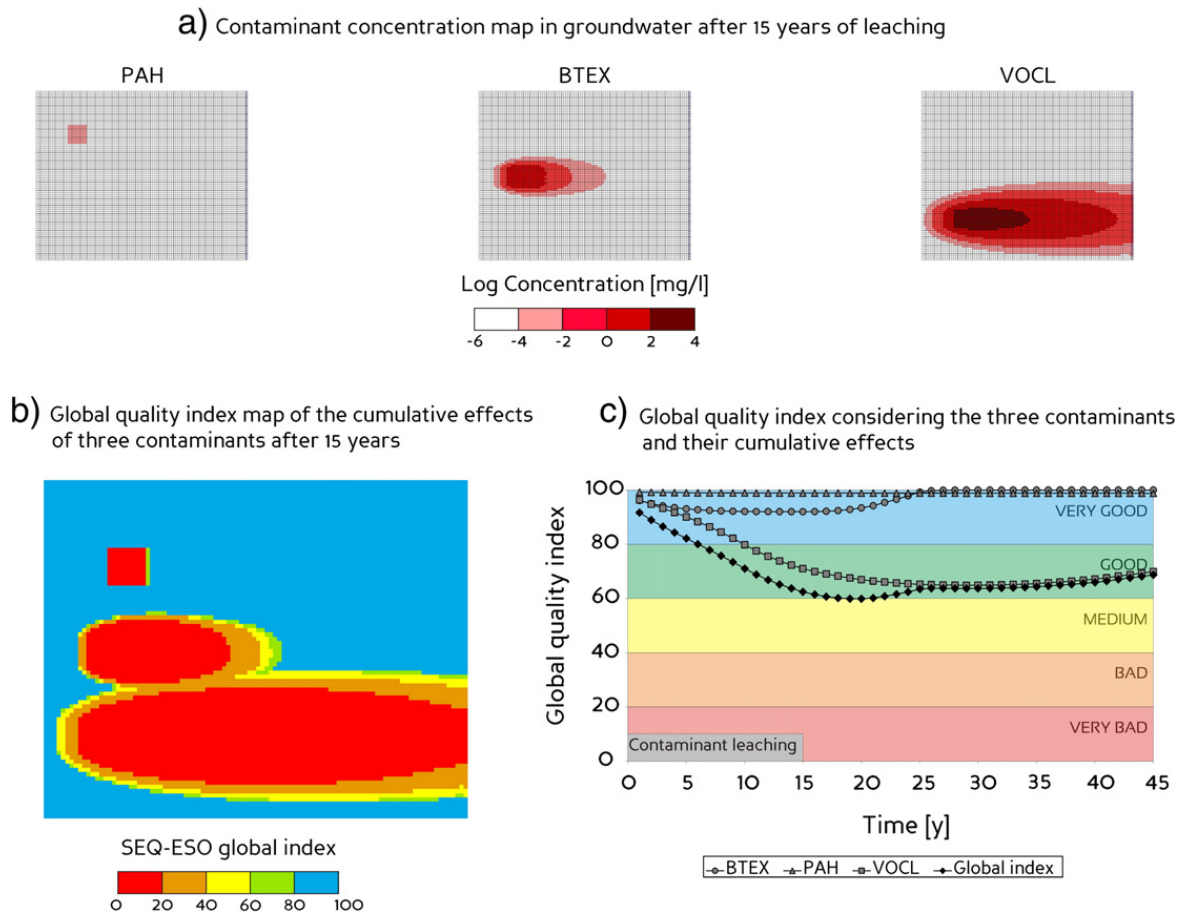 a) Contaminant concentration map in groundwater after 15 years of leaching
PAH
BTEX
VOCL
Log Concentration [mg/l]
-6 -4 -2 0 2 4
b) Global quality index map of the cumulative effects
of three contaminants after 15 years
SEQ-ESO global index
0 20 40 60 80 100
c) Global quality index considering the three contaminants
and their cumulative effects
Global quality index
100
80
60
40
20
0
VERY GOOD
GOOD
MEDIUM
BAD
VERY BAD
Contaminant leaching
0 5 10 15 20 25 30 35 40 45
Time [y]
BTEX PAH VOCL Global index